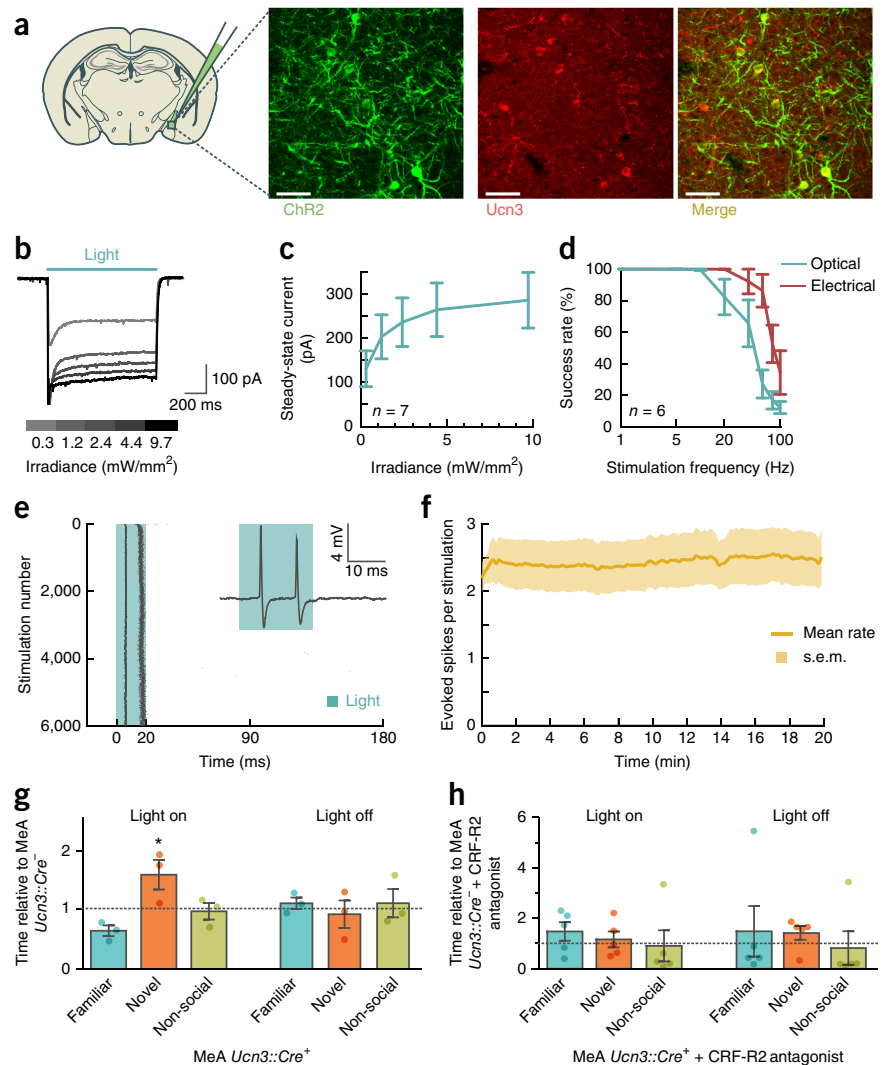 a
ChR2
Ucn3
Merge
b
Light
100 pA
200 ms
0.3 1.2 2.4 4.4 9.7
Irradiance (mW/mm²)
c
Steady-state current
(pA)
300
200
100
0
n = 7
0 5 10
Irradiance (mW/mm²)
d
Success rate (%)
100
80
60
40
20
0
Optical
Electrical
n = 6
1 5 20 100
Stimulation frequency (Hz)
e
Stimulation number
0
2,000
4,000
6,000
4 mV
10 ms
Light
0 20 90 180
Time (ms)
f
Evoked spikes per stimulation
3
2
1
0
Mean rate
s.e.m.
0 2 4 6 8 10 12 14 16 18 20
Time (min)
g
Time relative to MeA
Ucn3::Cre⁻
Light on
Light off
2
1
0
*
Familiar
Novel
Non-social
Familiar
Novel
Non-social
MeA Ucn3::Cre⁺
h
Time relative to MeA
Ucn3::Cre⁻ + CRF-R2
antagonist
Light on
Light off
6
4
2
0
Familiar
Novel
Non-social
Familiar
Novel
Non-social
MeA Ucn3::Cre⁺ + CRF-R2 antagonist